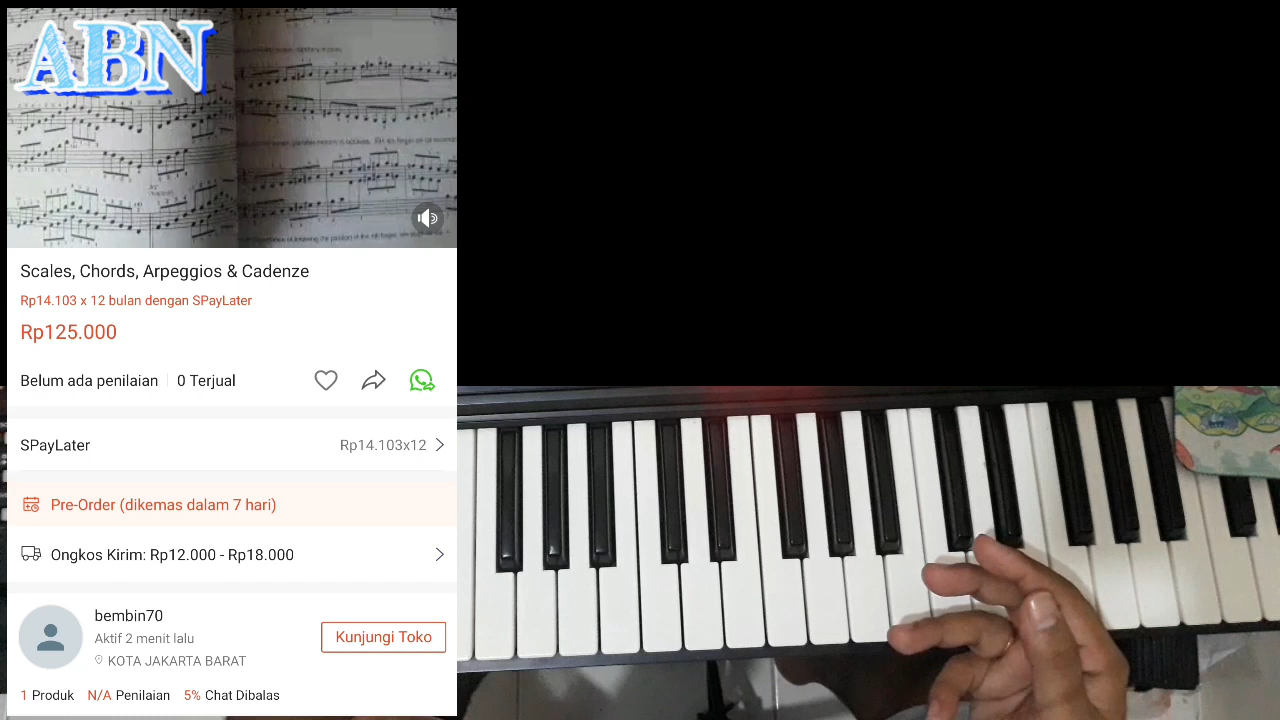 ABN
Scales, Chords, Arpeggios & Cadenze
Rp14.103 x 12 bulan dengan SPayLater
Rp125.000
Belum ada penilaian 0 Terjual
SPayLater Rp14.103x12
Pre-Order (dikemas dalam 7 hari)
Ongkos Kirim: Rp12.000 - Rp18.000
bembin70
Aktif 2 menit lalu
Kunjungi Toko
KOTA JAKARTA BARAT
1 Produk N/A Penilaian 5% Chat Dibalas